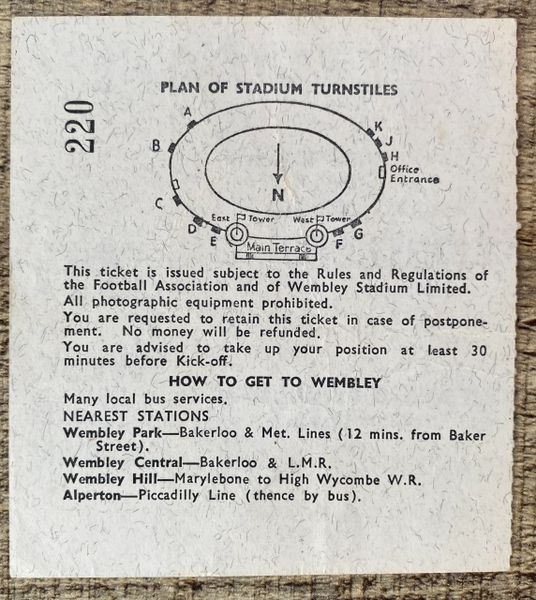 220
PLAN OF STADIUM TURNSTILES
A
K
B
J
H
Office
Entrance
N
C
D
East Tower
West Tower
G
E
F
Main Terrace
This ticket is issued subject to the Rules and Regulations of
the Football Association and of Wembley Stadium Limited.
All photographic equipment prohibited.
You are requested to retain this ticket in case of postpone-
ment. No money will be refunded.
You are advised to take up your position at least 30
minutes before Kick-off.
HOW TO GET TO WEMBLEY
Many local bus services.
NEAREST STATIONS
Wembley Park—Bakerloo & Met. Lines (12 mins. from Baker
Street).
Wembley Central—Bakerloo & L.M.R.
Wembley Hill—Marylebone to High Wycombe W.R.
Alperton—Piccadilly Line (thence by bus).